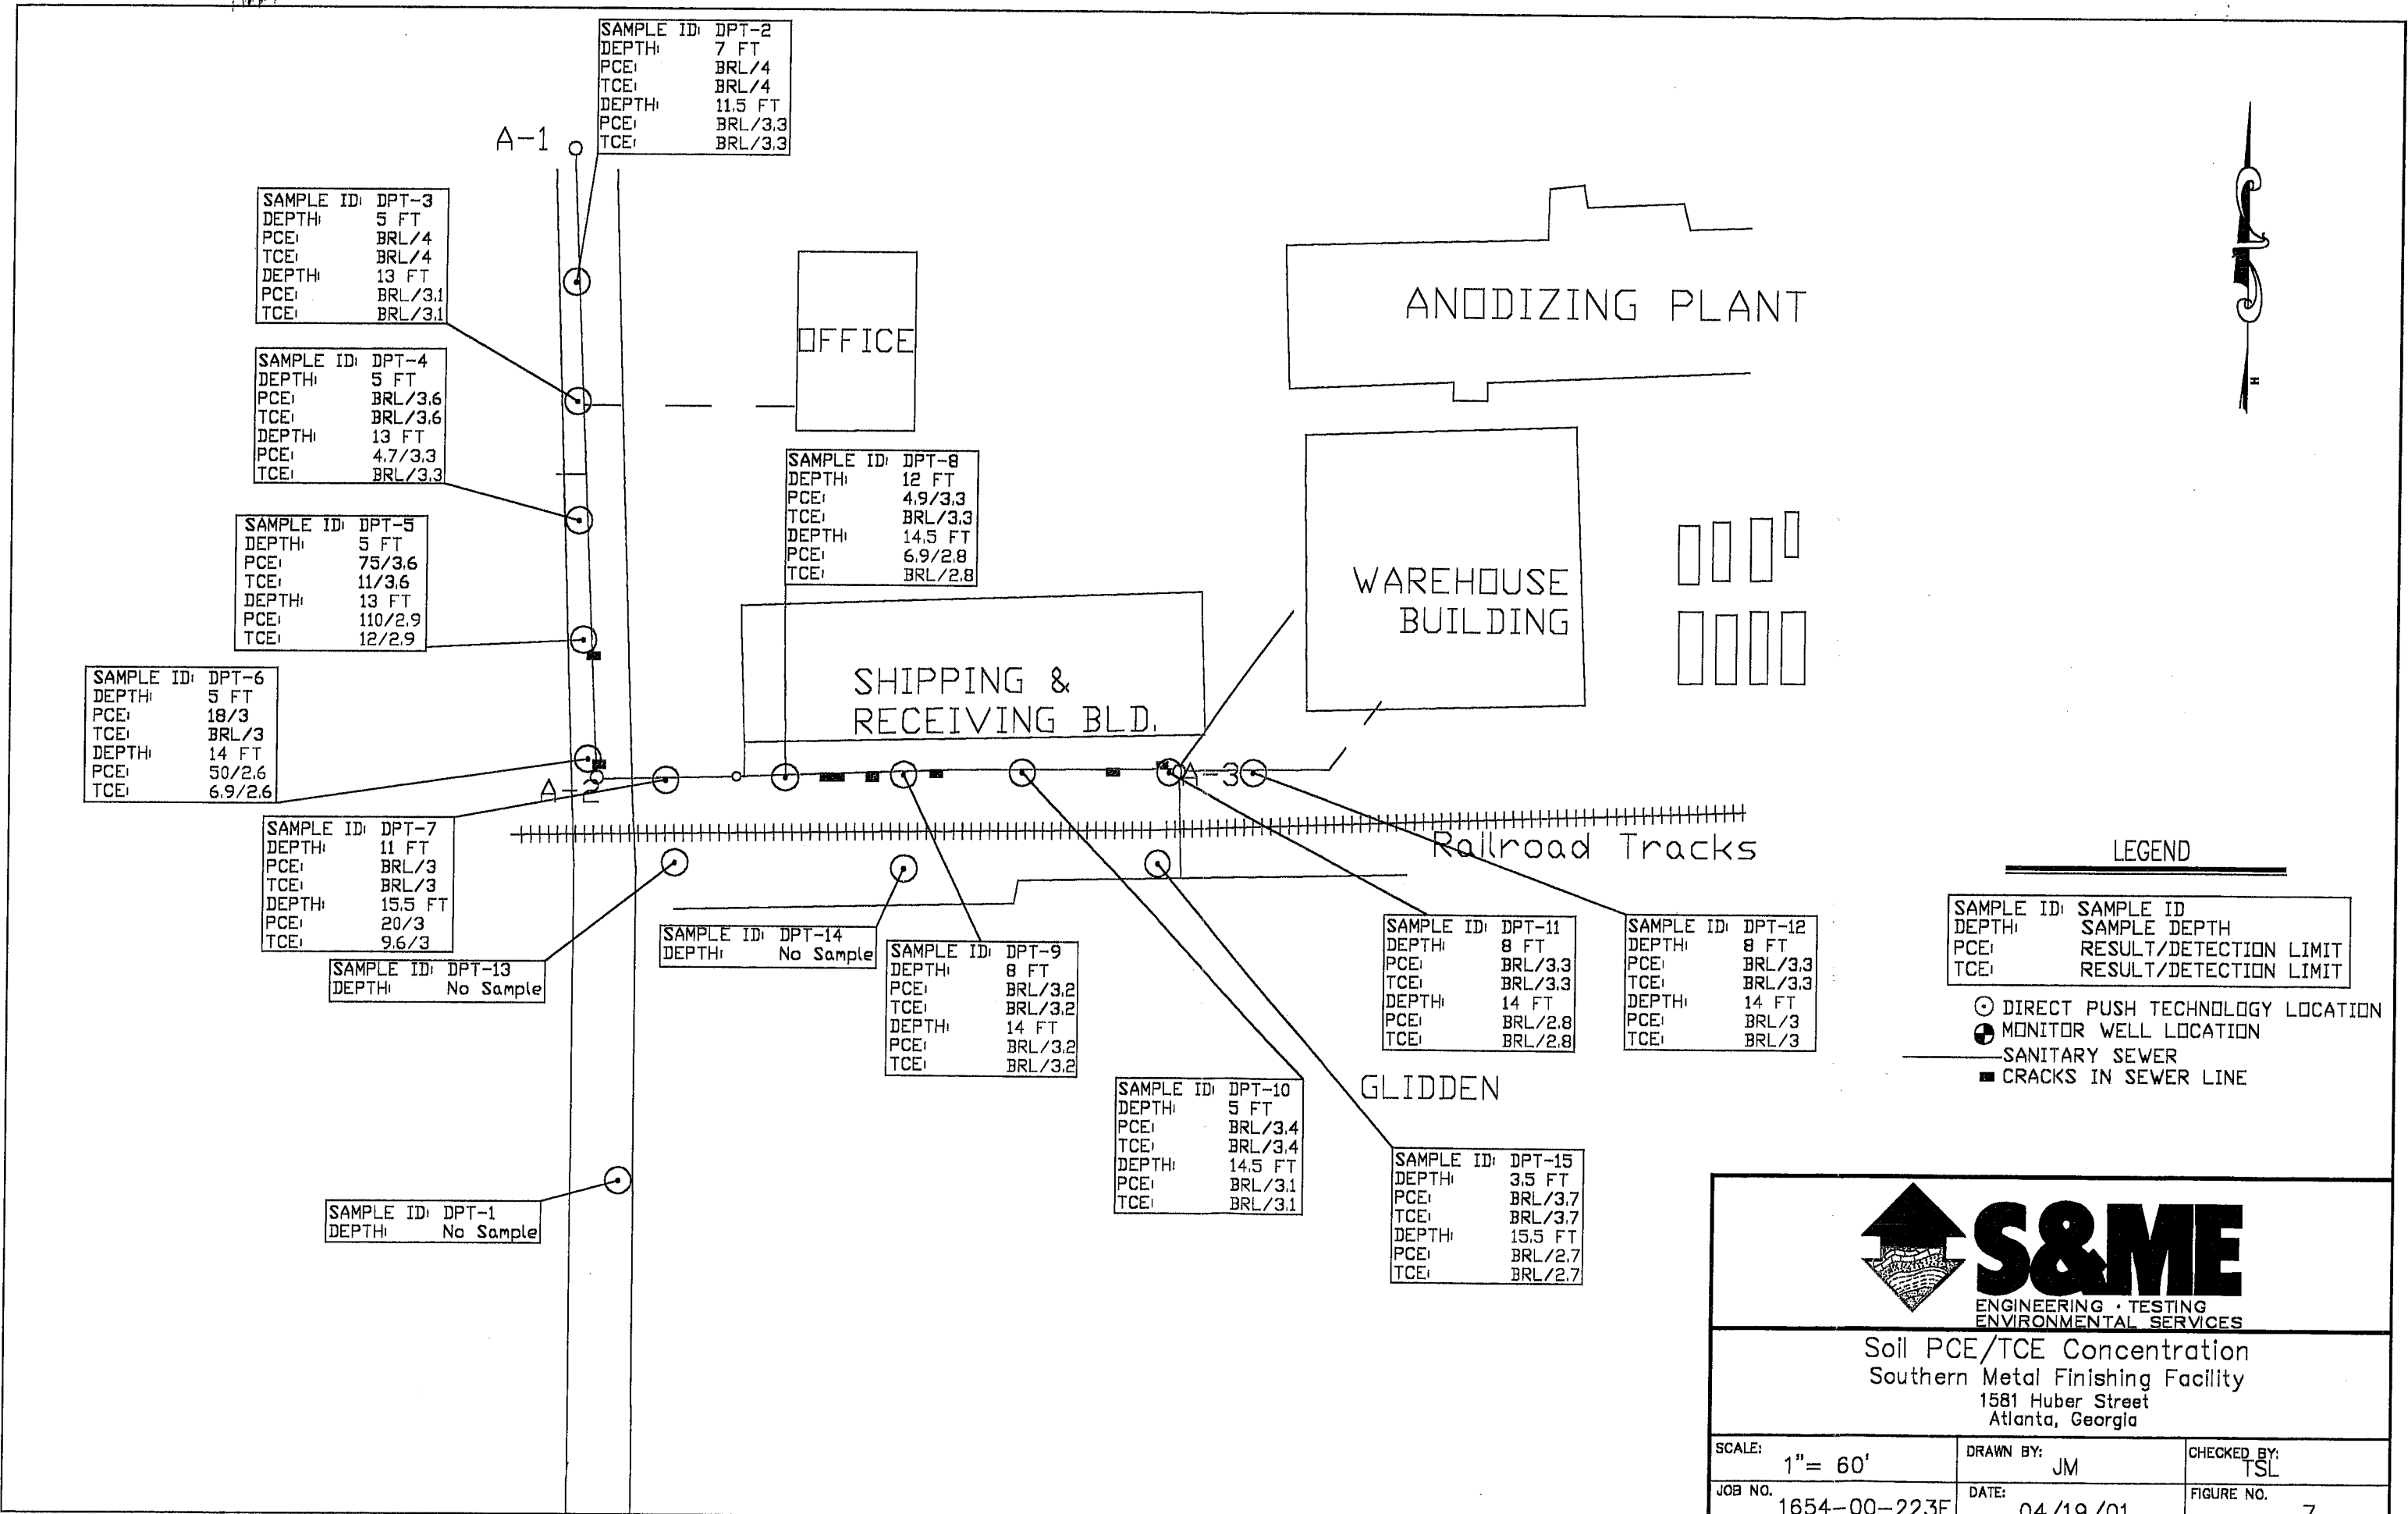 SAMPLE ID: DPT-2
DEPTH: 7 FT
PCE: BRL/4
TCE: BRL/4
DEPTH: 11.5 FT
PCE: BRL/3.3
TCE: BRL/3.3
A-1
SAMPLE ID: DPT-3
DEPTH: 5 FT
PCE: BRL/4
TCE: BRL/4
DEPTH: 13 FT
PCE: BRL/3.1
TCE: BRL/3.1
OFFICE
ANODIZING PLANT
SAMPLE ID: DPT-4
DEPTH: 5 FT
PCE: BRL/3.6
TCE: BRL/3.6
DEPTH: 13 FT
PCE: 4.7/3.3
TCE: BRL/3.3
SAMPLE ID: DPT-8
DEPTH: 12 FT
PCE: 4.9/3.3
TCE: BRL/3.3
DEPTH: 14.5 FT
PCE: 6.9/2.8
TCE: BRL/2.8
SAMPLE ID: DPT-5
DEPTH: 5 FT
PCE: 75/3.6
TCE: 11/3.6
DEPTH: 13 FT
PCE: 110/2.9
TCE: 12/2.9
WAREHOUSE
BUILDING
SHIPPING &
RECEIVING BLD.
SAMPLE ID: DPT-6
DEPTH: 5 FT
PCE: 18/3
TCE: BRL/3
DEPTH: 14 FT
PCE: 50/2.6
TCE: 6.9/2.6
A-2
A-3
Railroad Tracks
SAMPLE ID: DPT-7
DEPTH: 11 FT
PCE: BRL/3
TCE: BRL/3
DEPTH: 15.5 FT
PCE: 20/3
TCE: 9.6/3
SAMPLE ID: DPT-13
DEPTH: No Sample
SAMPLE ID: DPT-14
DEPTH: No Sample
SAMPLE ID: DPT-9
DEPTH: 8 FT
PCE: BRL/3.2
TCE: BRL/3.2
DEPTH: 14 FT
PCE: BRL/3.2
TCE: BRL/3.2
SAMPLE ID: DPT-11
DEPTH: 8 FT
PCE: BRL/3.3
TCE: BRL/3.3
DEPTH: 14 FT
PCE: BRL/2.8
TCE: BRL/2.8
SAMPLE ID: DPT-12
DEPTH: 8 FT
PCE: BRL/3.3
TCE: BRL/3.3
DEPTH: 14 FT
PCE: BRL/3
TCE: BRL/3
GLIDDEN
SAMPLE ID: DPT-10
DEPTH: 5 FT
PCE: BRL/3.4
TCE: BRL/3.4
DEPTH: 14.5 FT
PCE: BRL/3.1
TCE: BRL/3.1
SAMPLE ID: DPT-15
DEPTH: 3.5 FT
PCE: BRL/3.7
TCE: BRL/3.7
DEPTH: 15.5 FT
PCE: BRL/2.7
TCE: BRL/2.7
SAMPLE ID: DPT-1
DEPTH: No Sample
LEGEND
SAMPLE ID: SAMPLE ID
DEPTH: SAMPLE DEPTH
PCE: RESULT/DETECTION LIMIT
TCE: RESULT/DETECTION LIMIT
DIRECT PUSH TECHNOLOGY LOCATION
MONITOR WELL LOCATION
SANITARY SEWER
CRACKS IN SEWER LINE
S&ME
ENGINEERING · TESTING
ENVIRONMENTAL SERVICES
Soil PCE/TCE Concentration
Southern Metal Finishing Facility
1581 Huber Street
Atlanta, Georgia
SCALE: 1"= 60'
DRAWN BY: JM
CHECKED BY: TSL
JOB NO. 1654-00-223F
DATE: 04/19/01
FIGURE NO. 7